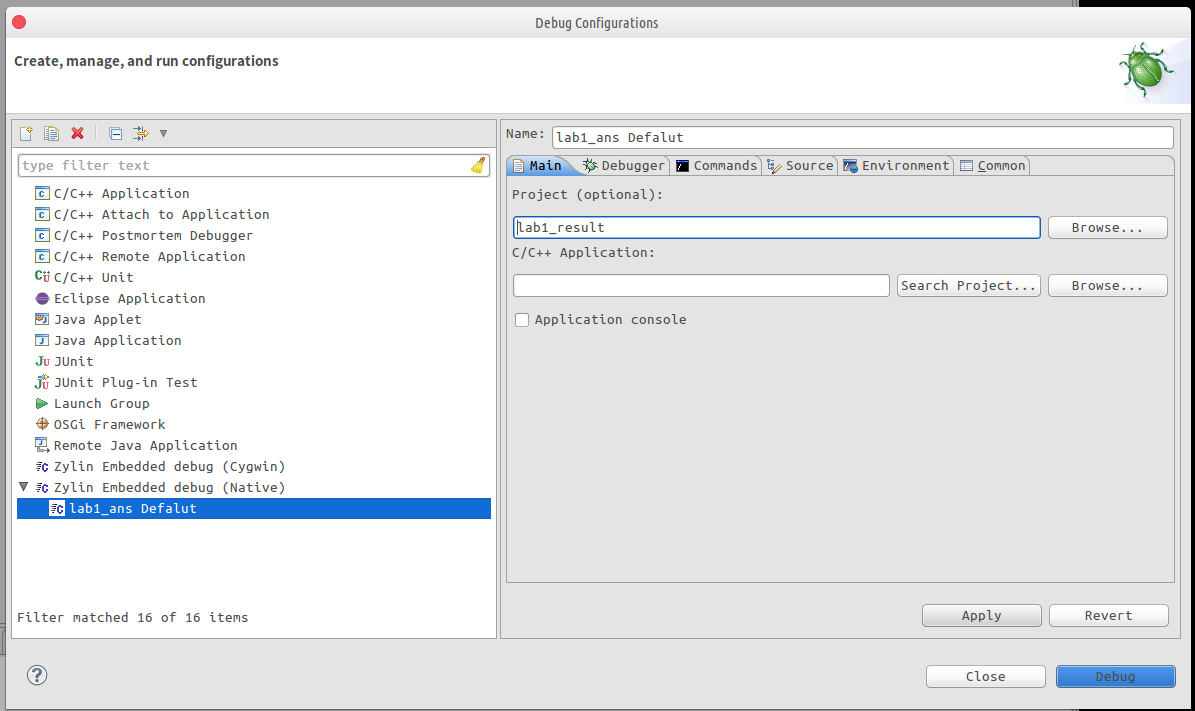 Debug Configurations
Create, manage, and run configurations
type filter text
C/C++ Application
C/C++ Attach to Application
C/C++ Postmortem Debugger
C/C++ Remote Application
C/C++ Unit
Eclipse Application
Java Applet
Java Application
JUnit
JUnit Plug-in Test
Launch Group
OSGi Framework
Remote Java Application
Zylin Embedded debug (Cygwin)
Zylin Embedded debug (Native)
lab1_ans Defalut
Filter matched 16 of 16 items
Name: lab1_ans Defalut
Main Debugger Commands Source Environment Common
Project (optional):
lab1_result Browse...
C/C++ Application:
Search Project... Browse...
Application console
Apply Revert
? Close Debug